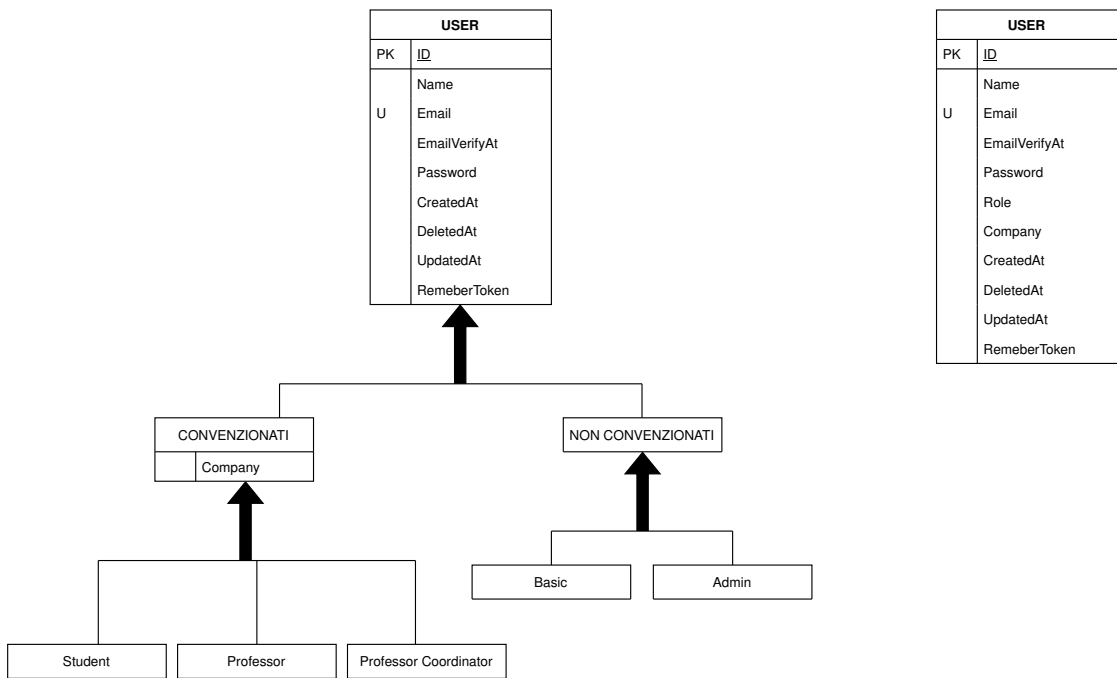 USER
PK ID
Name
U Email
EmailVerifyAt
Password
CreatedAt
DeletedAt
UpdatedAt
RemeberToken
CONVENZIONATI
Company
NON CONVENZIONATI
Basic
Admin
Student
Professor
Professor Coordinator
USER
PK ID
Name
U Email
EmailVerifyAt
Password
Role
Company
CreatedAt
DeletedAt
UpdatedAt
RemeberToken